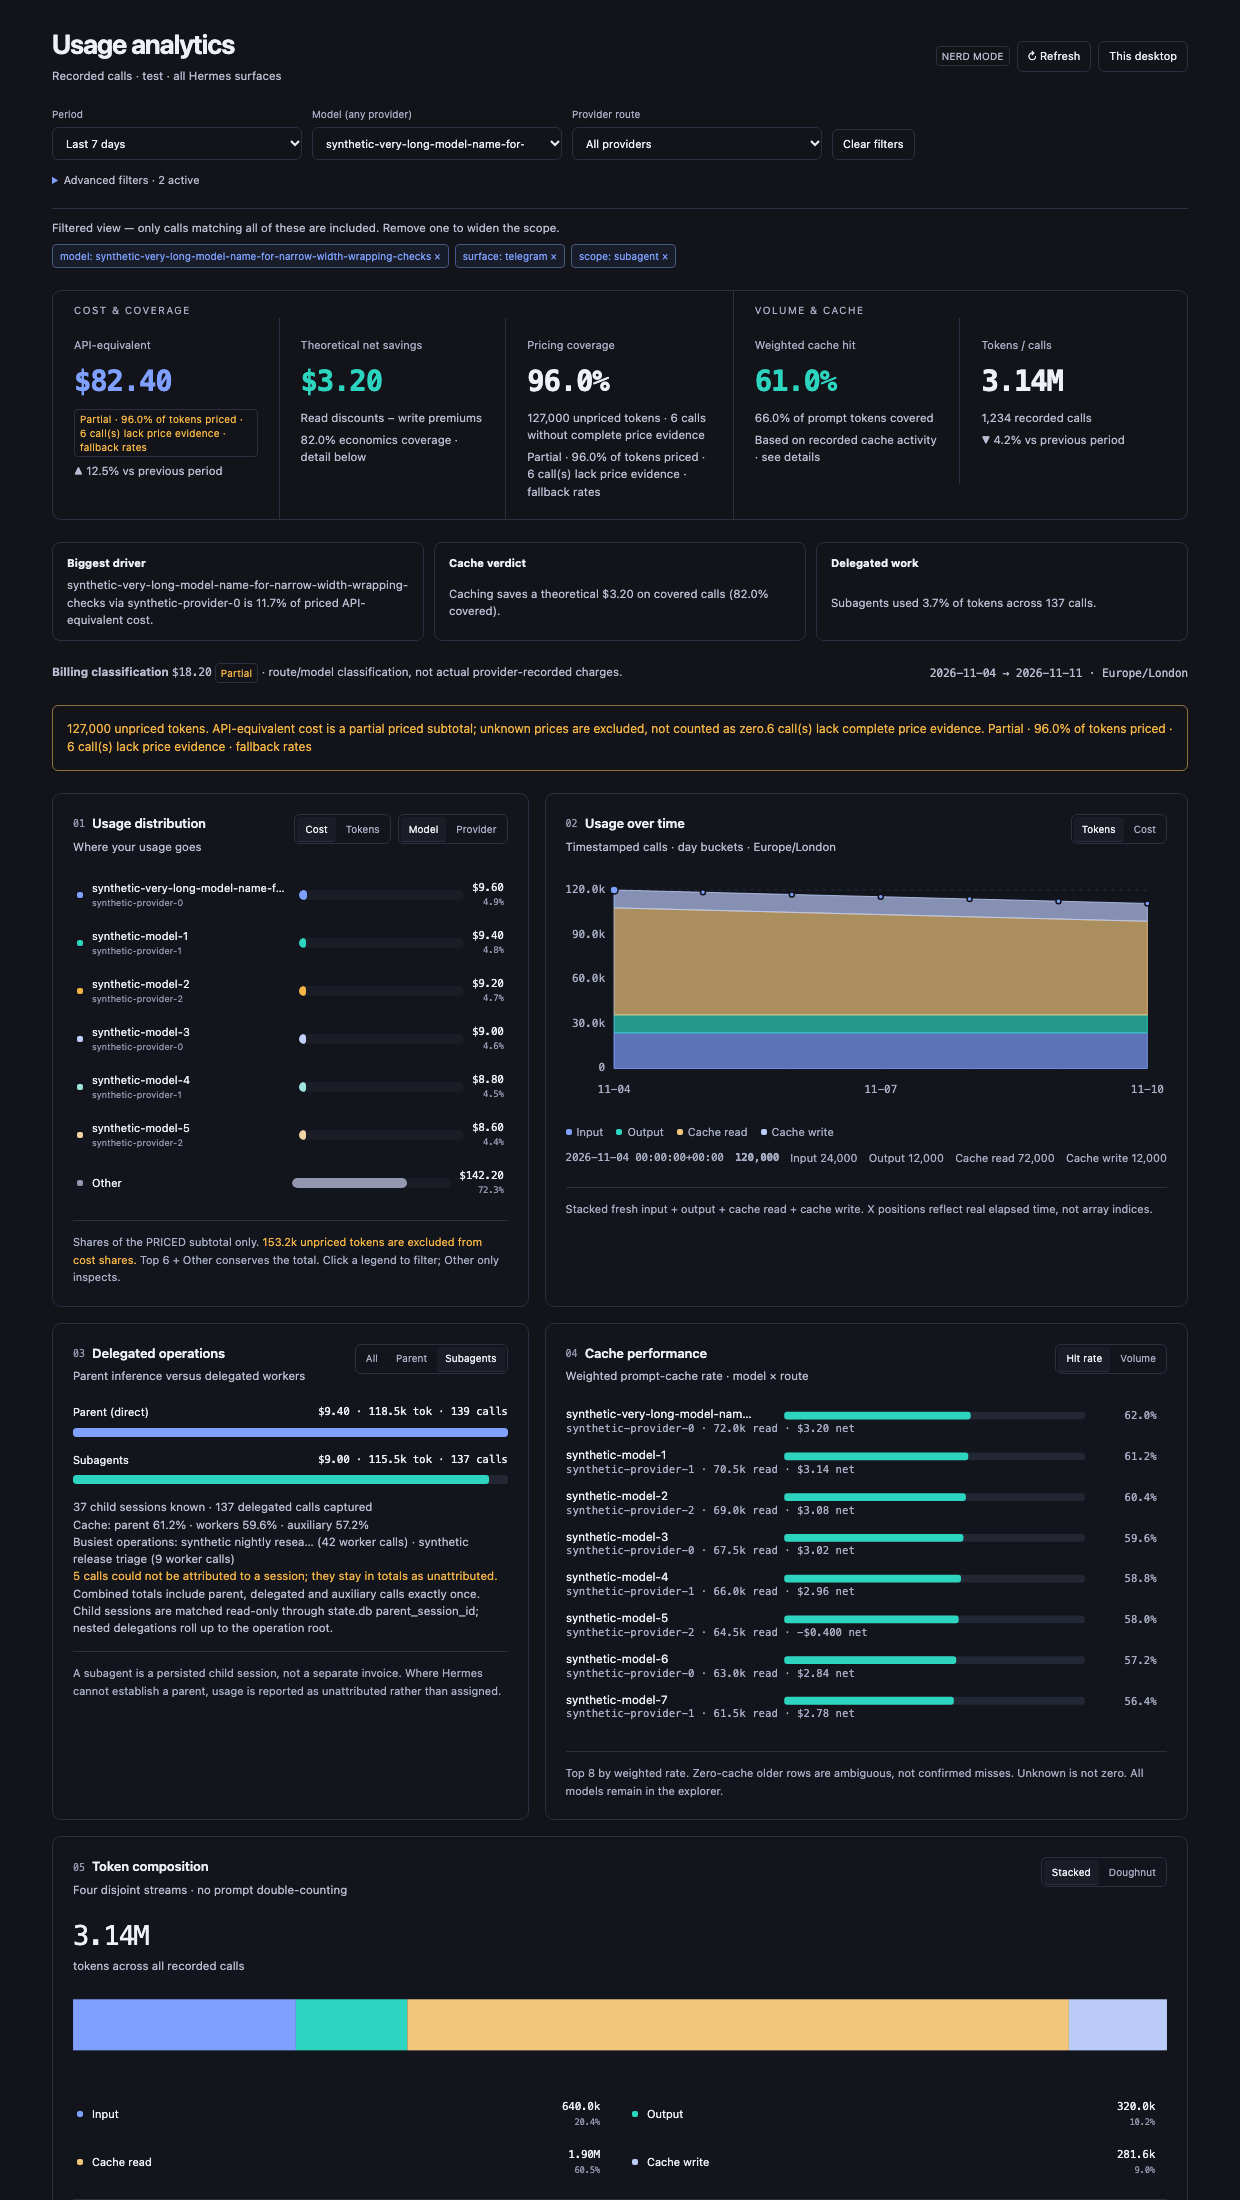 Usage analytics
Recorded calls · test · all Hermes surfaces
NERD MODE
↻ Refresh
This desktop
Period
Model (any provider)
Provider route
Last 7 days
synthetic-very-long-model-name-for-
All providers
Clear filters
▶ Advanced filters · 2 active
Filtered view — only calls matching all of these are included. Remove one to widen the scope.
model: synthetic-very-long-model-name-for-narrow-width-wrapping-checks ×
surface: telegram ×
scope: subagent ×
COST & COVERAGE
API-equivalent
$82.40
Partial · 96.0% of tokens priced ·
6 call(s) lack price evidence ·
fallback rates
▲ 12.5% vs previous period
Theoretical net savings
$3.20
Read discounts − write premiums
82.0% economics coverage ·
detail below
Pricing coverage
96.0%
127,000 unpriced tokens · 6 calls
without complete price evidence
Partial · 96.0% of tokens priced ·
6 call(s) lack price evidence ·
fallback rates
VOLUME & CACHE
Weighted cache hit
61.0%
66.0% of prompt tokens covered
Based on recorded cache activity
· see details
Tokens / calls
3.14M
1,234 recorded calls
▼ 4.2% vs previous period
Biggest driver
synthetic-very-long-model-name-for-narrow-width-wrapping-
checks via synthetic-provider-0 is 11.7% of priced API-
equivalent cost.
Cache verdict
Caching saves a theoretical $3.20 on covered calls (82.0%
covered).
Delegated work
Subagents used 3.7% of tokens across 137 calls.
Billing classification $18.20 Partial · route/model classification, not actual provider-recorded charges.
2026-11-04 → 2026-11-11 · Europe/London
127,000 unpriced tokens. API-equivalent cost is a partial priced subtotal; unknown prices are excluded, not counted as zero.6 call(s) lack complete price evidence. Partial · 96.0% of tokens priced ·
6 call(s) lack price evidence · fallback rates
01 Usage distribution
Where your usage goes
Cost
Tokens
Model
Provider
synthetic-very-long-model-name-f...
synthetic-provider-0
$9.60
4.9%
synthetic-model-1
synthetic-provider-1
$9.40
4.8%
synthetic-model-2
synthetic-provider-2
$9.20
4.7%
synthetic-model-3
synthetic-provider-0
$9.00
4.6%
synthetic-model-4
synthetic-provider-1
$8.80
4.5%
synthetic-model-5
synthetic-provider-2
$8.60
4.4%
Other
$142.20
72.3%
Shares of the PRICED subtotal only. 153.2k unpriced tokens are excluded from
cost shares. Top 6 + Other conserves the total. Click a legend to filter; Other only
inspects.
02 Usage over time
Timestamped calls · day buckets · Europe/London
Tokens
Cost
120.0k
90.0k
60.0k
30.0k
0
11-04
11-07
11-10
Input
Output
Cache read
Cache write
2026-11-04 00:00:00+00:00 120,000 Input 24,000 Output 12,000 Cache read 72,000 Cache write 12,000
Stacked fresh input + output + cache read + cache write. X positions reflect real elapsed time, not array indices.
03 Delegated operations
Parent inference versus delegated workers
All
Parent
Subagents
Parent (direct)
$9.40 · 118.5k tok · 139 calls
Subagents
$9.00 · 115.5k tok · 137 calls
37 child sessions known · 137 delegated calls captured
Cache: parent 61.2% · workers 59.6% · auxiliary 57.2%
Busiest operations: synthetic nightly resea... (42 worker calls) · synthetic
release triage (9 worker calls)
5 calls could not be attributed to a session; they stay in totals as unattributed.
Combined totals include parent, delegated and auxiliary calls exactly once.
Child sessions are matched read-only through state.db parent_session_id;
nested delegations roll up to the operation root.
A subagent is a persisted child session, not a separate invoice. Where Hermes
cannot establish a parent, usage is reported as unattributed rather than assigned.
04 Cache performance
Weighted prompt-cache rate · model × route
Hit rate
Volume
synthetic-very-long-model-nam...
synthetic-provider-0 · 72.0k read · $3.20 net
62.0%
synthetic-model-1
synthetic-provider-1 · 70.5k read · $3.14 net
61.2%
synthetic-model-2
synthetic-provider-2 · 69.0k read · $3.08 net
60.4%
synthetic-model-3
synthetic-provider-0 · 67.5k read · $3.02 net
59.6%
synthetic-model-4
synthetic-provider-1 · 66.0k read · $2.96 net
58.8%
synthetic-model-5
synthetic-provider-2 · 64.5k read · −$0.400 net
58.0%
synthetic-model-6
synthetic-provider-0 · 63.0k read · $2.84 net
57.2%
synthetic-model-7
synthetic-provider-1 · 61.5k read · $2.78 net
56.4%
Top 8 by weighted rate. Zero-cache older rows are ambiguous, not confirmed misses. Unknown is not zero. All
models remain in the explorer.
05 Token composition
Four disjoint streams · no prompt double-counting
Stacked
Doughnut
3.14M
tokens across all recorded calls
Input
640.0k
20.4%
Output
320.0k
10.2%
Cache read
1.90M
60.5%
Cache write
281.6k
9.0%